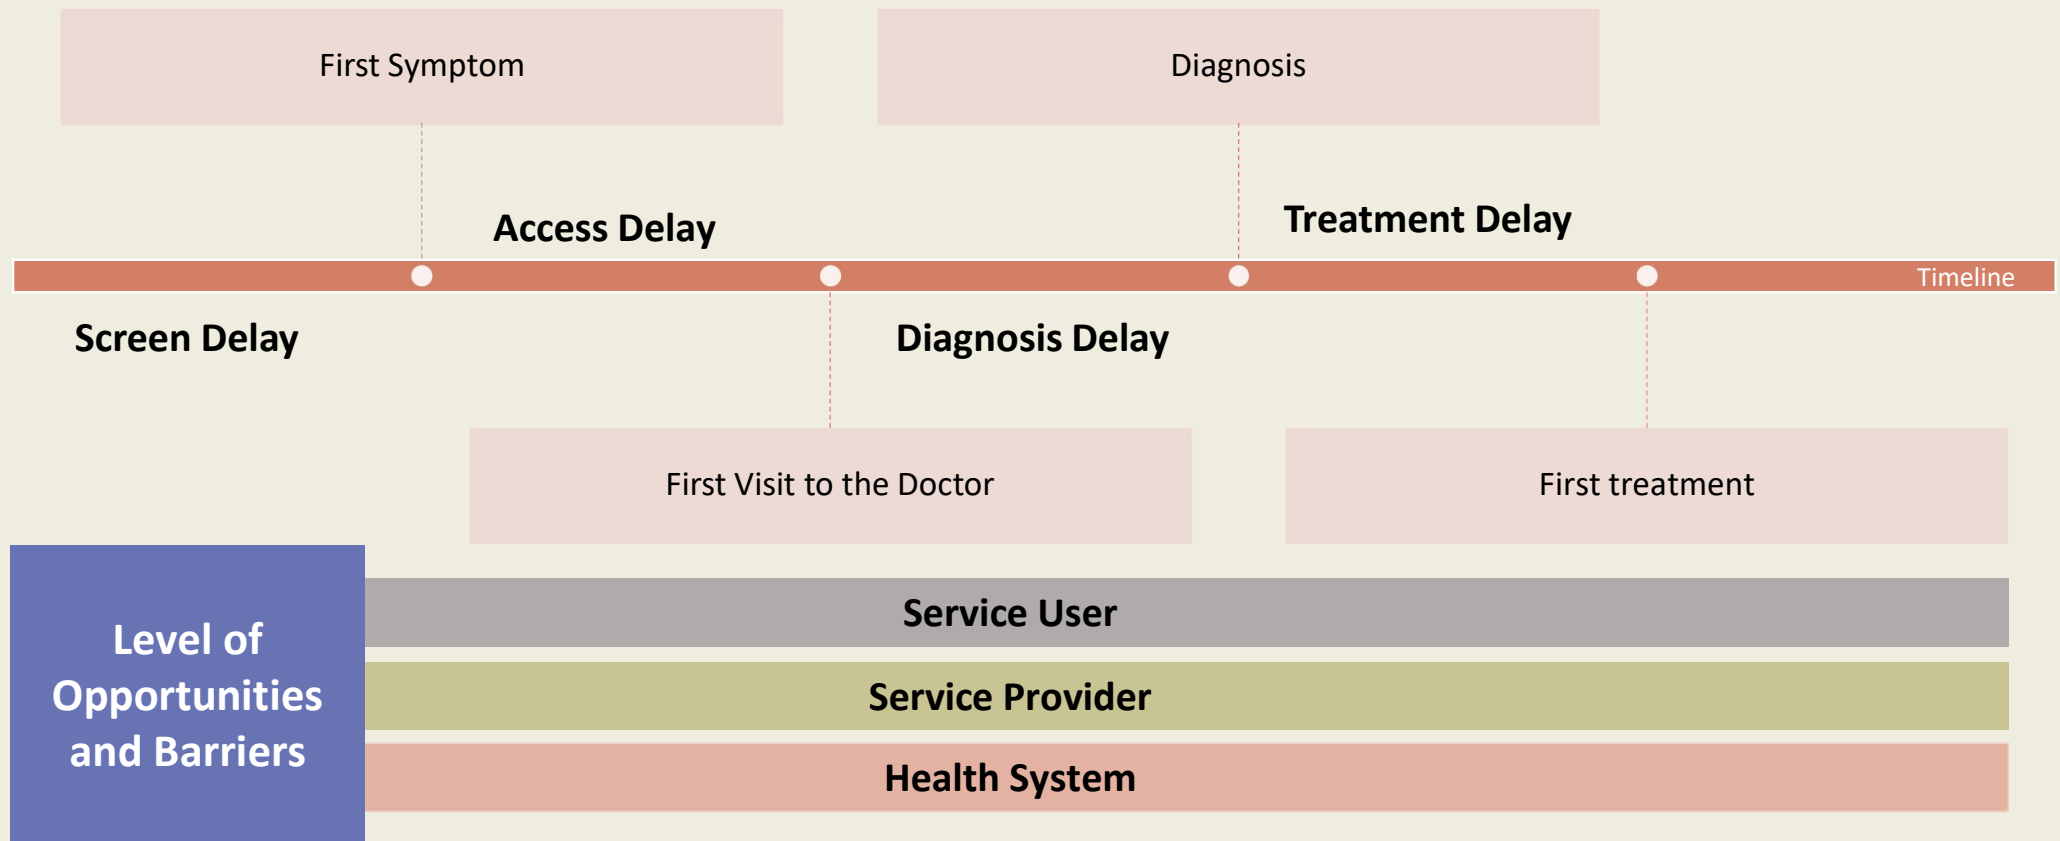 First Symptom
Diagnosis
Access Delay
Treatment Delay
Timeline
Screen Delay
Diagnosis Delay
First Visit to the Doctor
First treatment
Level of
Opportunities
and Barriers
Service User
Service Provider
Health System